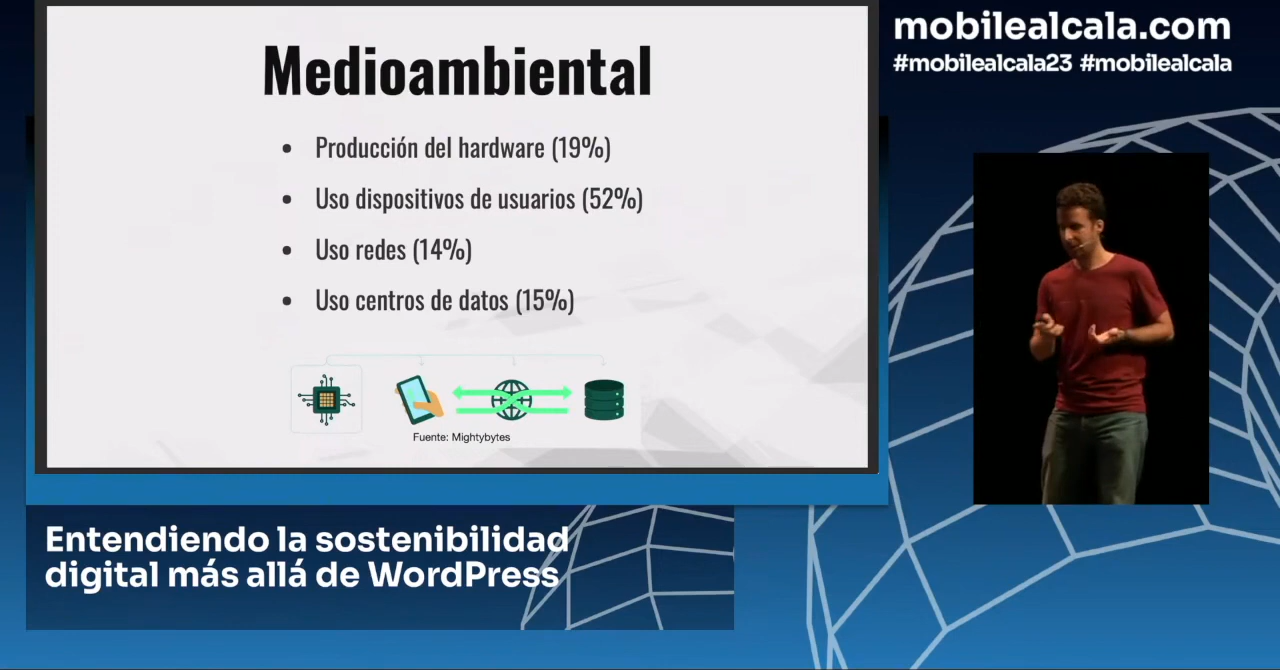 Medioambiental
Producción del hardware (19%)
Uso dispositivos de usuarios (52%)
Uso redes (14%)
Uso centros de datos (15%)
Fuente: Mightybytes
mobilealcala.com
#mobilealcala23 #mobilealcala
Entendiendo la sostenibilidad
digital más allá de WordPress